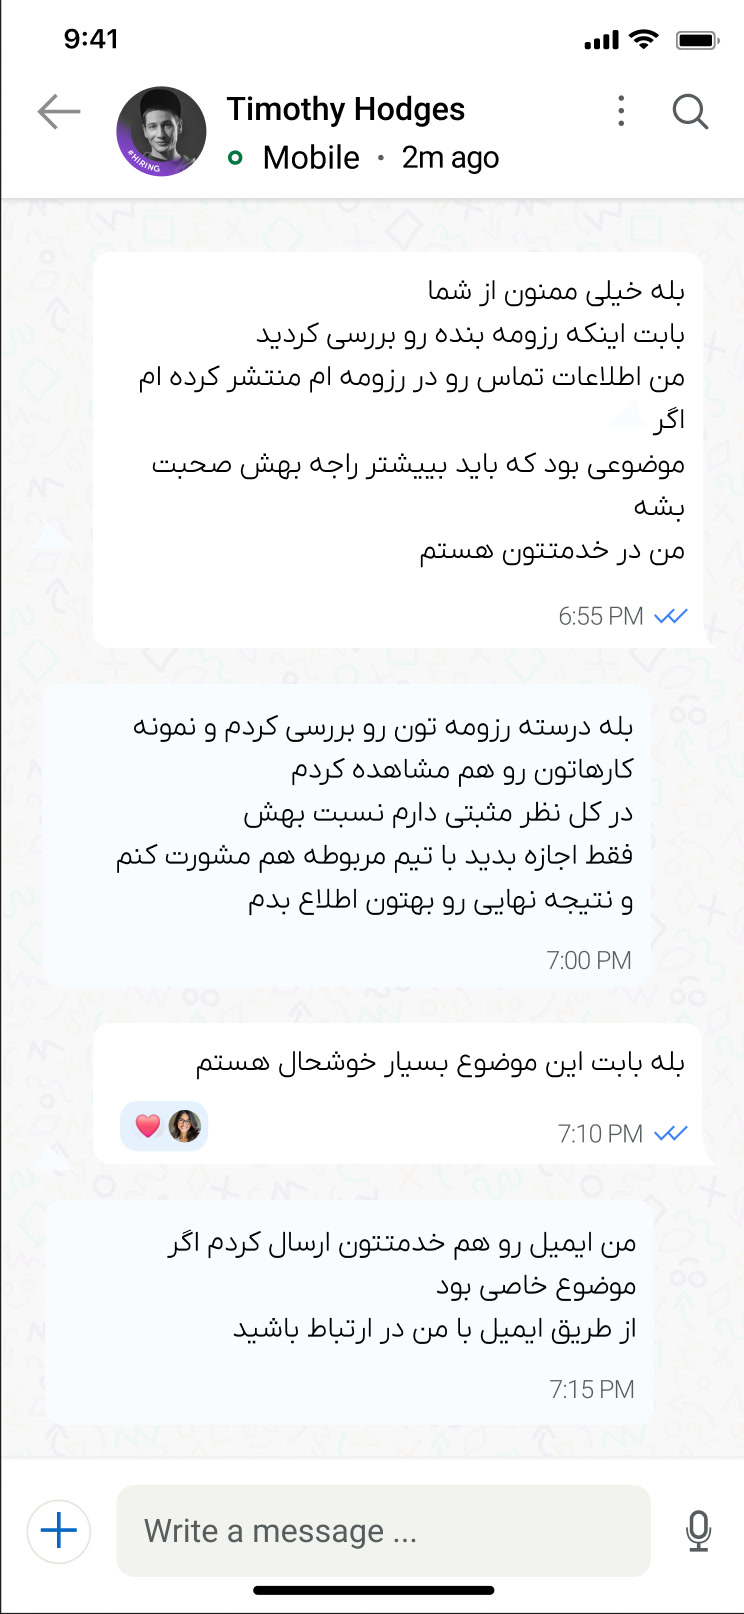 9:41
Timothy Hodges
Mobile · 2m ago
#HIRING
بله خیلی ممنون از شما
بابت اینکه رزومه بنده رو بررسی کردید
من اطلاعات تماس رو در رزومه ام منتشر کرده ام
اگر
موضوعی بود که باید بییشتر راجه بهش صحبت
بشه
من در خدمتتون هستم
6:55 PM
بله درسته رزومه تون رو بررسی کردم و نمونه
کارهاتون رو هم مشاهده کردم
در کل نظر مثبتی دارم نسبت بهش
فقط اجازه بدید با تیم مربوطه هم مشورت کنم
و نتیجه نهایی رو بهتون اطلاع بدم
7:00 PM
بله بابت این موضوع بسیار خوشحال هستم
7:10 PM
من ایمیل رو هم خدمتتون ارسال کردم اگر
موضوع خاصی بود
از طریق ایمیل با من در ارتباط باشید
7:15 PM
Write a message ...